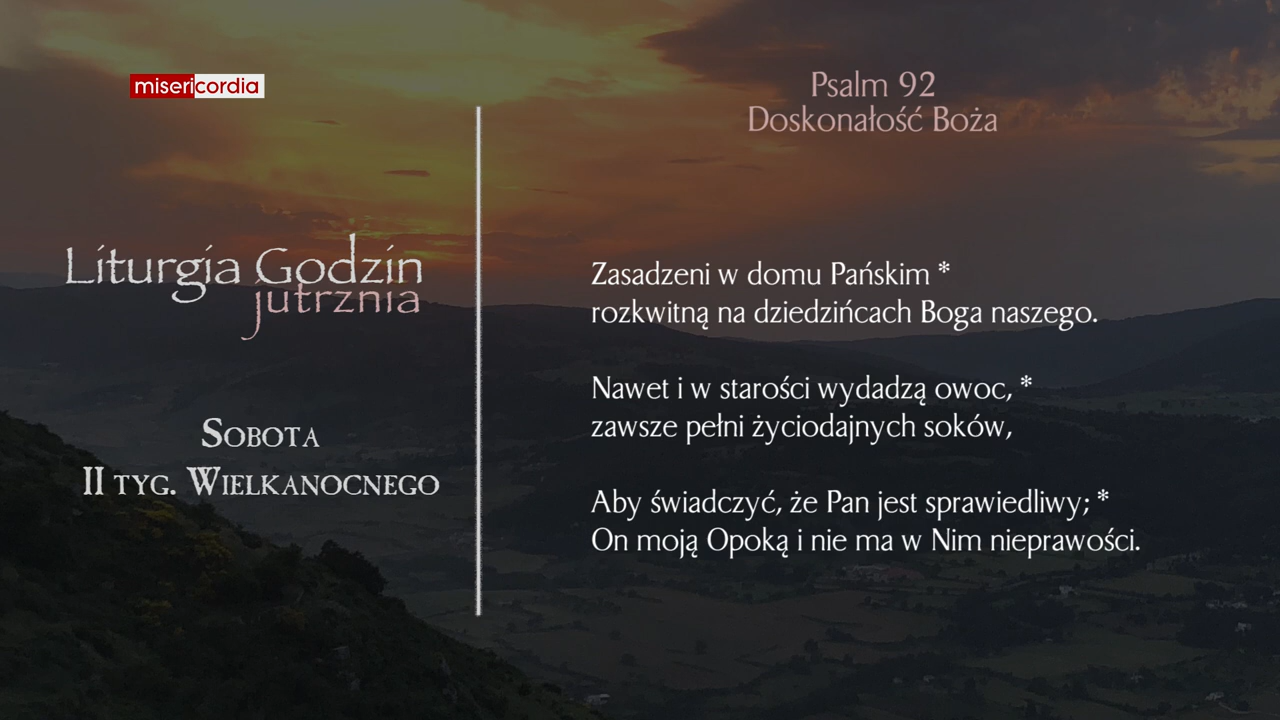 misericordia
Liturgia Godzin
jutrznia
Sobota
II tyg. Wielkanocnego
Psalm 92
Doskonałość Boża
Zasadzeni w domu Pańskim *
rozkwitną na dziedzińcach Boga naszego.
Nawet i w starości wydadzą owoc, *
zawsze pełni życiodajnych soków,
Aby świadczyć, że Pan jest sprawiedliwy; *
On moją Opoką i nie ma w Nim nieprawości.